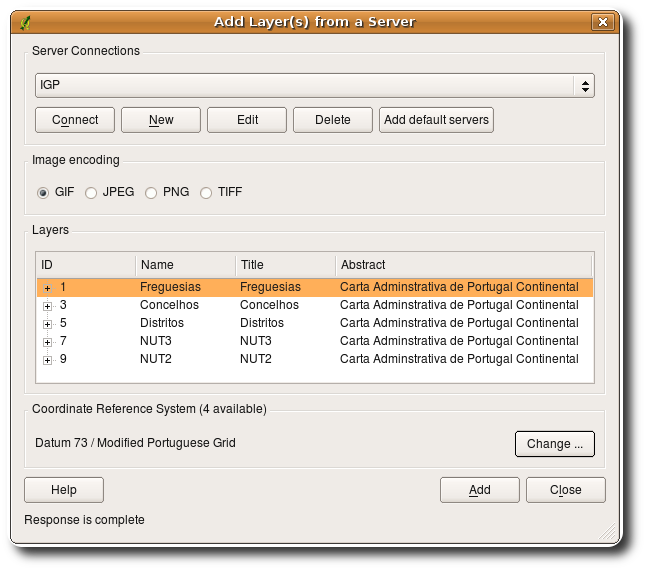 Add Layer(s) from a Server
Server Connections
IGP
Connect New Edit Delete Add default servers
Image encoding
GIF JPEG PNG TIFF
Layers
ID Name Title Abstract
1 Freguesias Freguesias Carta Adminstrativa de Portugal Continental
3 Concelhos Concelhos Carta Adminstrativa de Portugal Continental
5 Distritos Distritos Carta Adminstrativa de Portugal Continental
7 NUT3 NUT3 Carta Adminstrativa de Portugal Continental
9 NUT2 NUT2 Carta Adminstrativa de Portugal Continental
Coordinate Reference System (4 available)
Datum 73 / Modified Portuguese Grid Change ...
Help Add Close
Response is complete